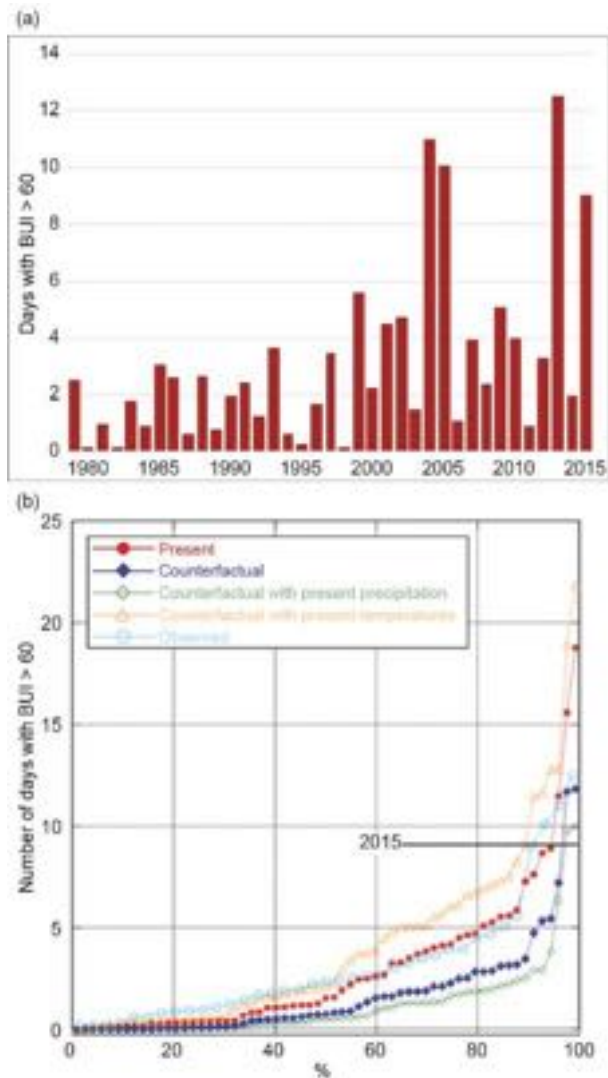 (a)
Days with BUI > 60
14
12
10
8
6
4
2
0
1980 1985 1990 1995 2000 2005 2010 2015
(b)
Number of days with BUI > 60
25
20
15
10
5
0
Present
Counterfactual
Counterfactual with present precipitation
Counterfactual with present temperatures
Observed
2015
0 20 40 60 80 100
%